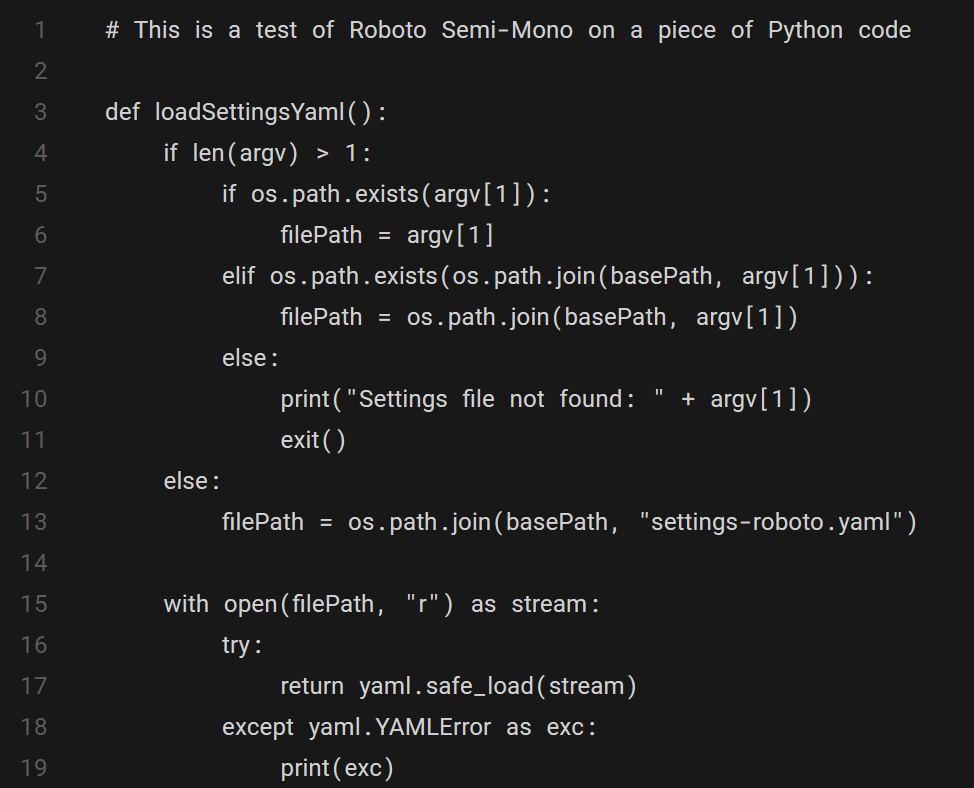 1 # This is a test of Roboto Semi-Mono on a piece of Python code
2
3 def loadSettingsYaml():
4     if len(argv) > 1:
5         if os.path.exists(argv[1]):
6             filePath = argv[1]
7         elif os.path.exists(os.path.join(basePath, argv[1])):
8             filePath = os.path.join(basePath, argv[1])
9         else:
10             print("Settings file not found: " + argv[1])
11             exit()
12     else:
13         filePath = os.path.join(basePath, "settings-roboto.yaml")
14
15     with open(filePath, "r") as stream:
16         try:
17             return yaml.safe_load(stream)
18         except yaml.YAMLError as exc:
19             print(exc)